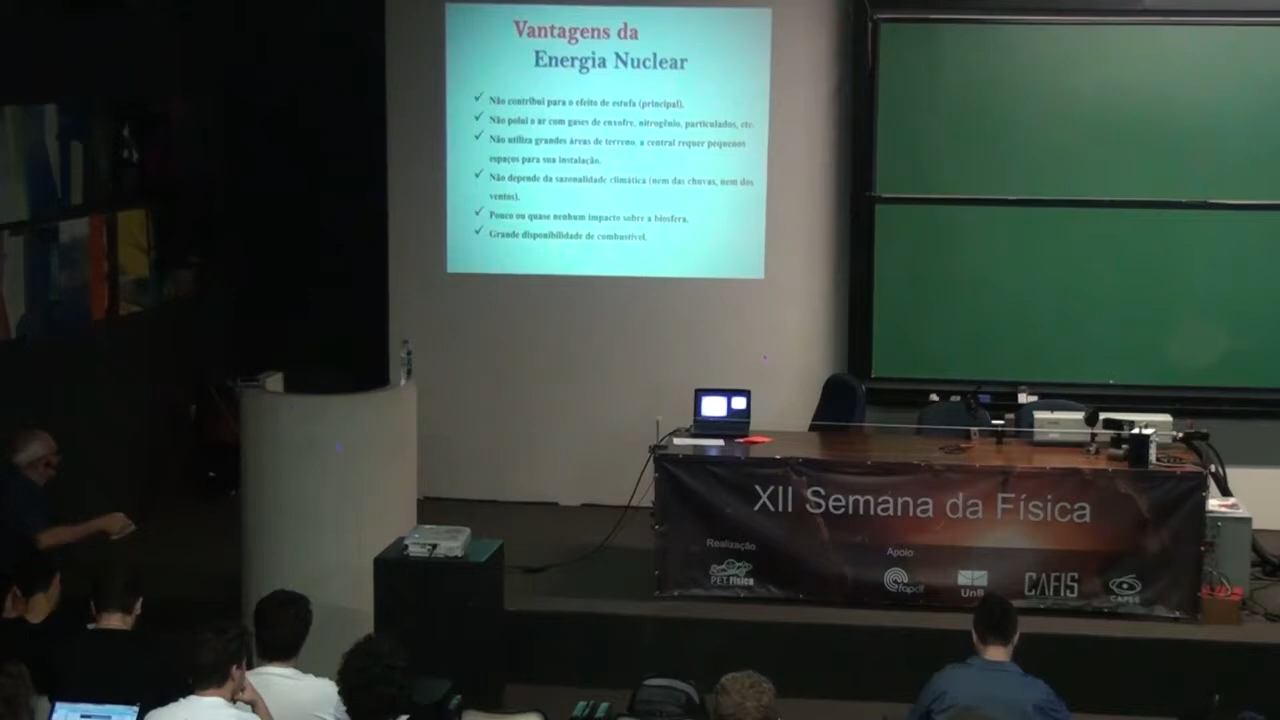 Vantagens da
Energia Nuclear
✓ Não contribui para o efeito de estufa (principal).
✓ Não polui o ar com gases de enxofre, nitrogênio, particulados, etc.
✓ Não utiliza grandes áreas de terreno, a central requer pequenos
espaços para sua instalação.
✓ Não depende da sazonalidade climática (nem das chuvas, nem dos
ventos).
✓ Pouco ou quase nenhum impacto sobre a biosfera.
✓ Grande disponibilidade de combustível.
XII Semana da Física
Realização
Apoio
PET Física
fapdf
UnB
CAFIS
CAPES